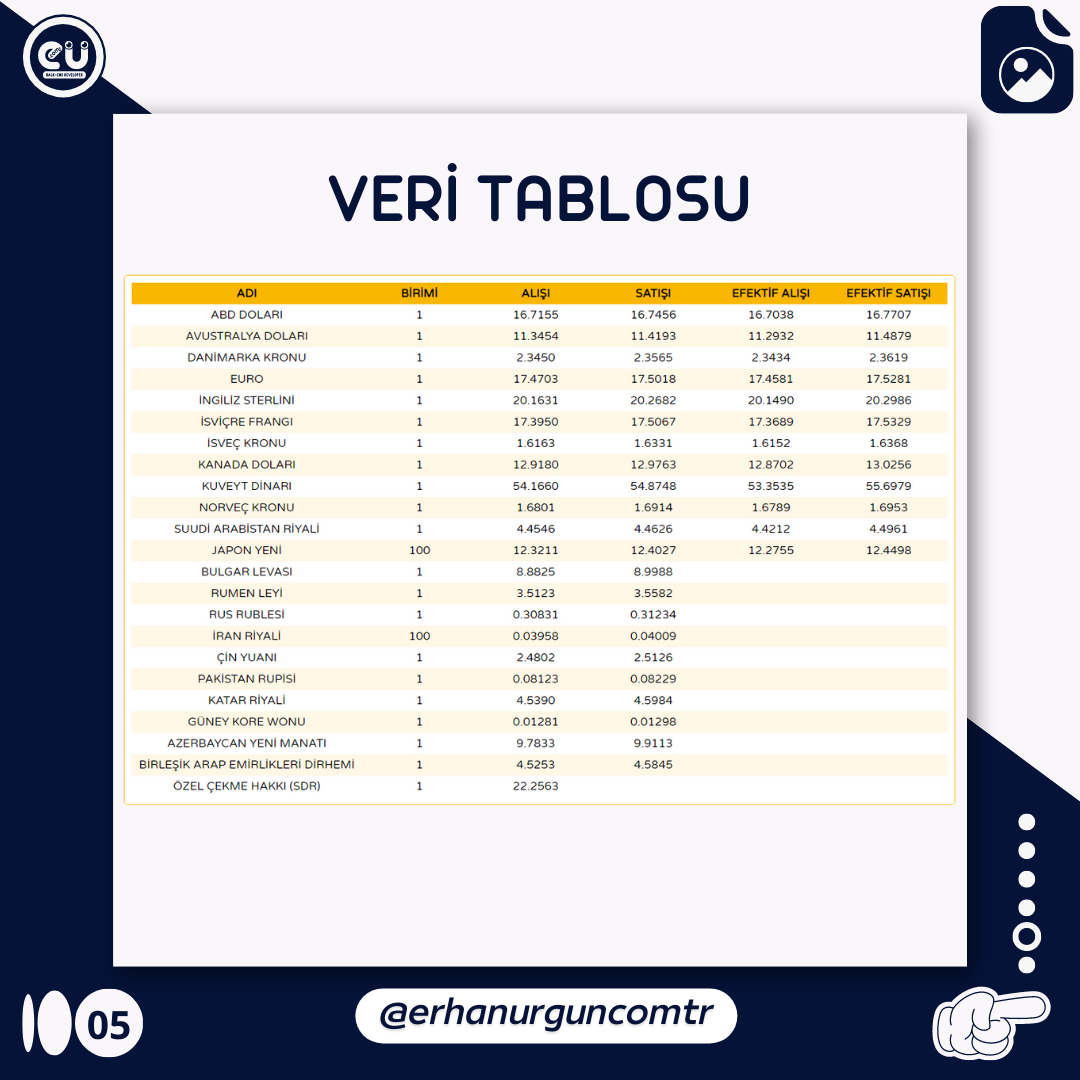 CÜ
BACK-END DEVELOPER
VERİ TABLOSU
ADI BİRİMİ ALIŞI SATIŞI EFEKTİF ALIŞI EFEKTİF SATIŞI
ABD DOLARI 1 16.7155 16.7456 16.7038 16.7707
AVUSTRALYA DOLARI 1 11.3454 11.4193 11.2932 11.4879
DANİMARKA KRONU 1 2.3450 2.3565 2.3434 2.3619
EURO 1 17.4703 17.5018 17.4581 17.5281
İNGİLİZ STERLİNİ 1 20.1631 20.2682 20.1490 20.2986
İSVİÇRE FRANGI 1 17.3950 17.5067 17.3689 17.5329
İSVEÇ KRONU 1 1.6163 1.6331 1.6152 1.6368
KANADA DOLARI 1 12.9180 12.9763 12.8702 13.0256
KUVEYT DİNARI 1 54.1660 54.8748 53.3535 55.6979
NORVEÇ KRONU 1 1.6801 1.6914 1.6789 1.6953
SUUDİ ARABİSTAN RİYALİ 1 4.4546 4.4626 4.4212 4.4961
JAPON YENİ 100 12.3211 12.4027 12.2755 12.4498
BULGAR LEVASI 1 8.8825 8.9988
RUMEN LEYİ 1 3.5123 3.5582
RUS RUBLESİ 1 0.30831 0.31234
İRAN RİYALİ 100 0.03958 0.04009
ÇİN YUANI 1 2.4802 2.5126
PAKİSTAN RUPİSİ 1 0.08123 0.08229
KATAR RİYALİ 1 4.5390 4.5984
GÜNEY KORE WONU 1 0.01281 0.01298
AZERBAYCAN YENİ MANATI 1 9.7833 9.9113
BİRLEŞİK ARAP EMİRLİKLERİ DİRHEMİ 1 4.5253 4.5845
ÖZEL ÇEKME HAKKI (SDR) 1 22.2563
05
@erhanurguncomtr